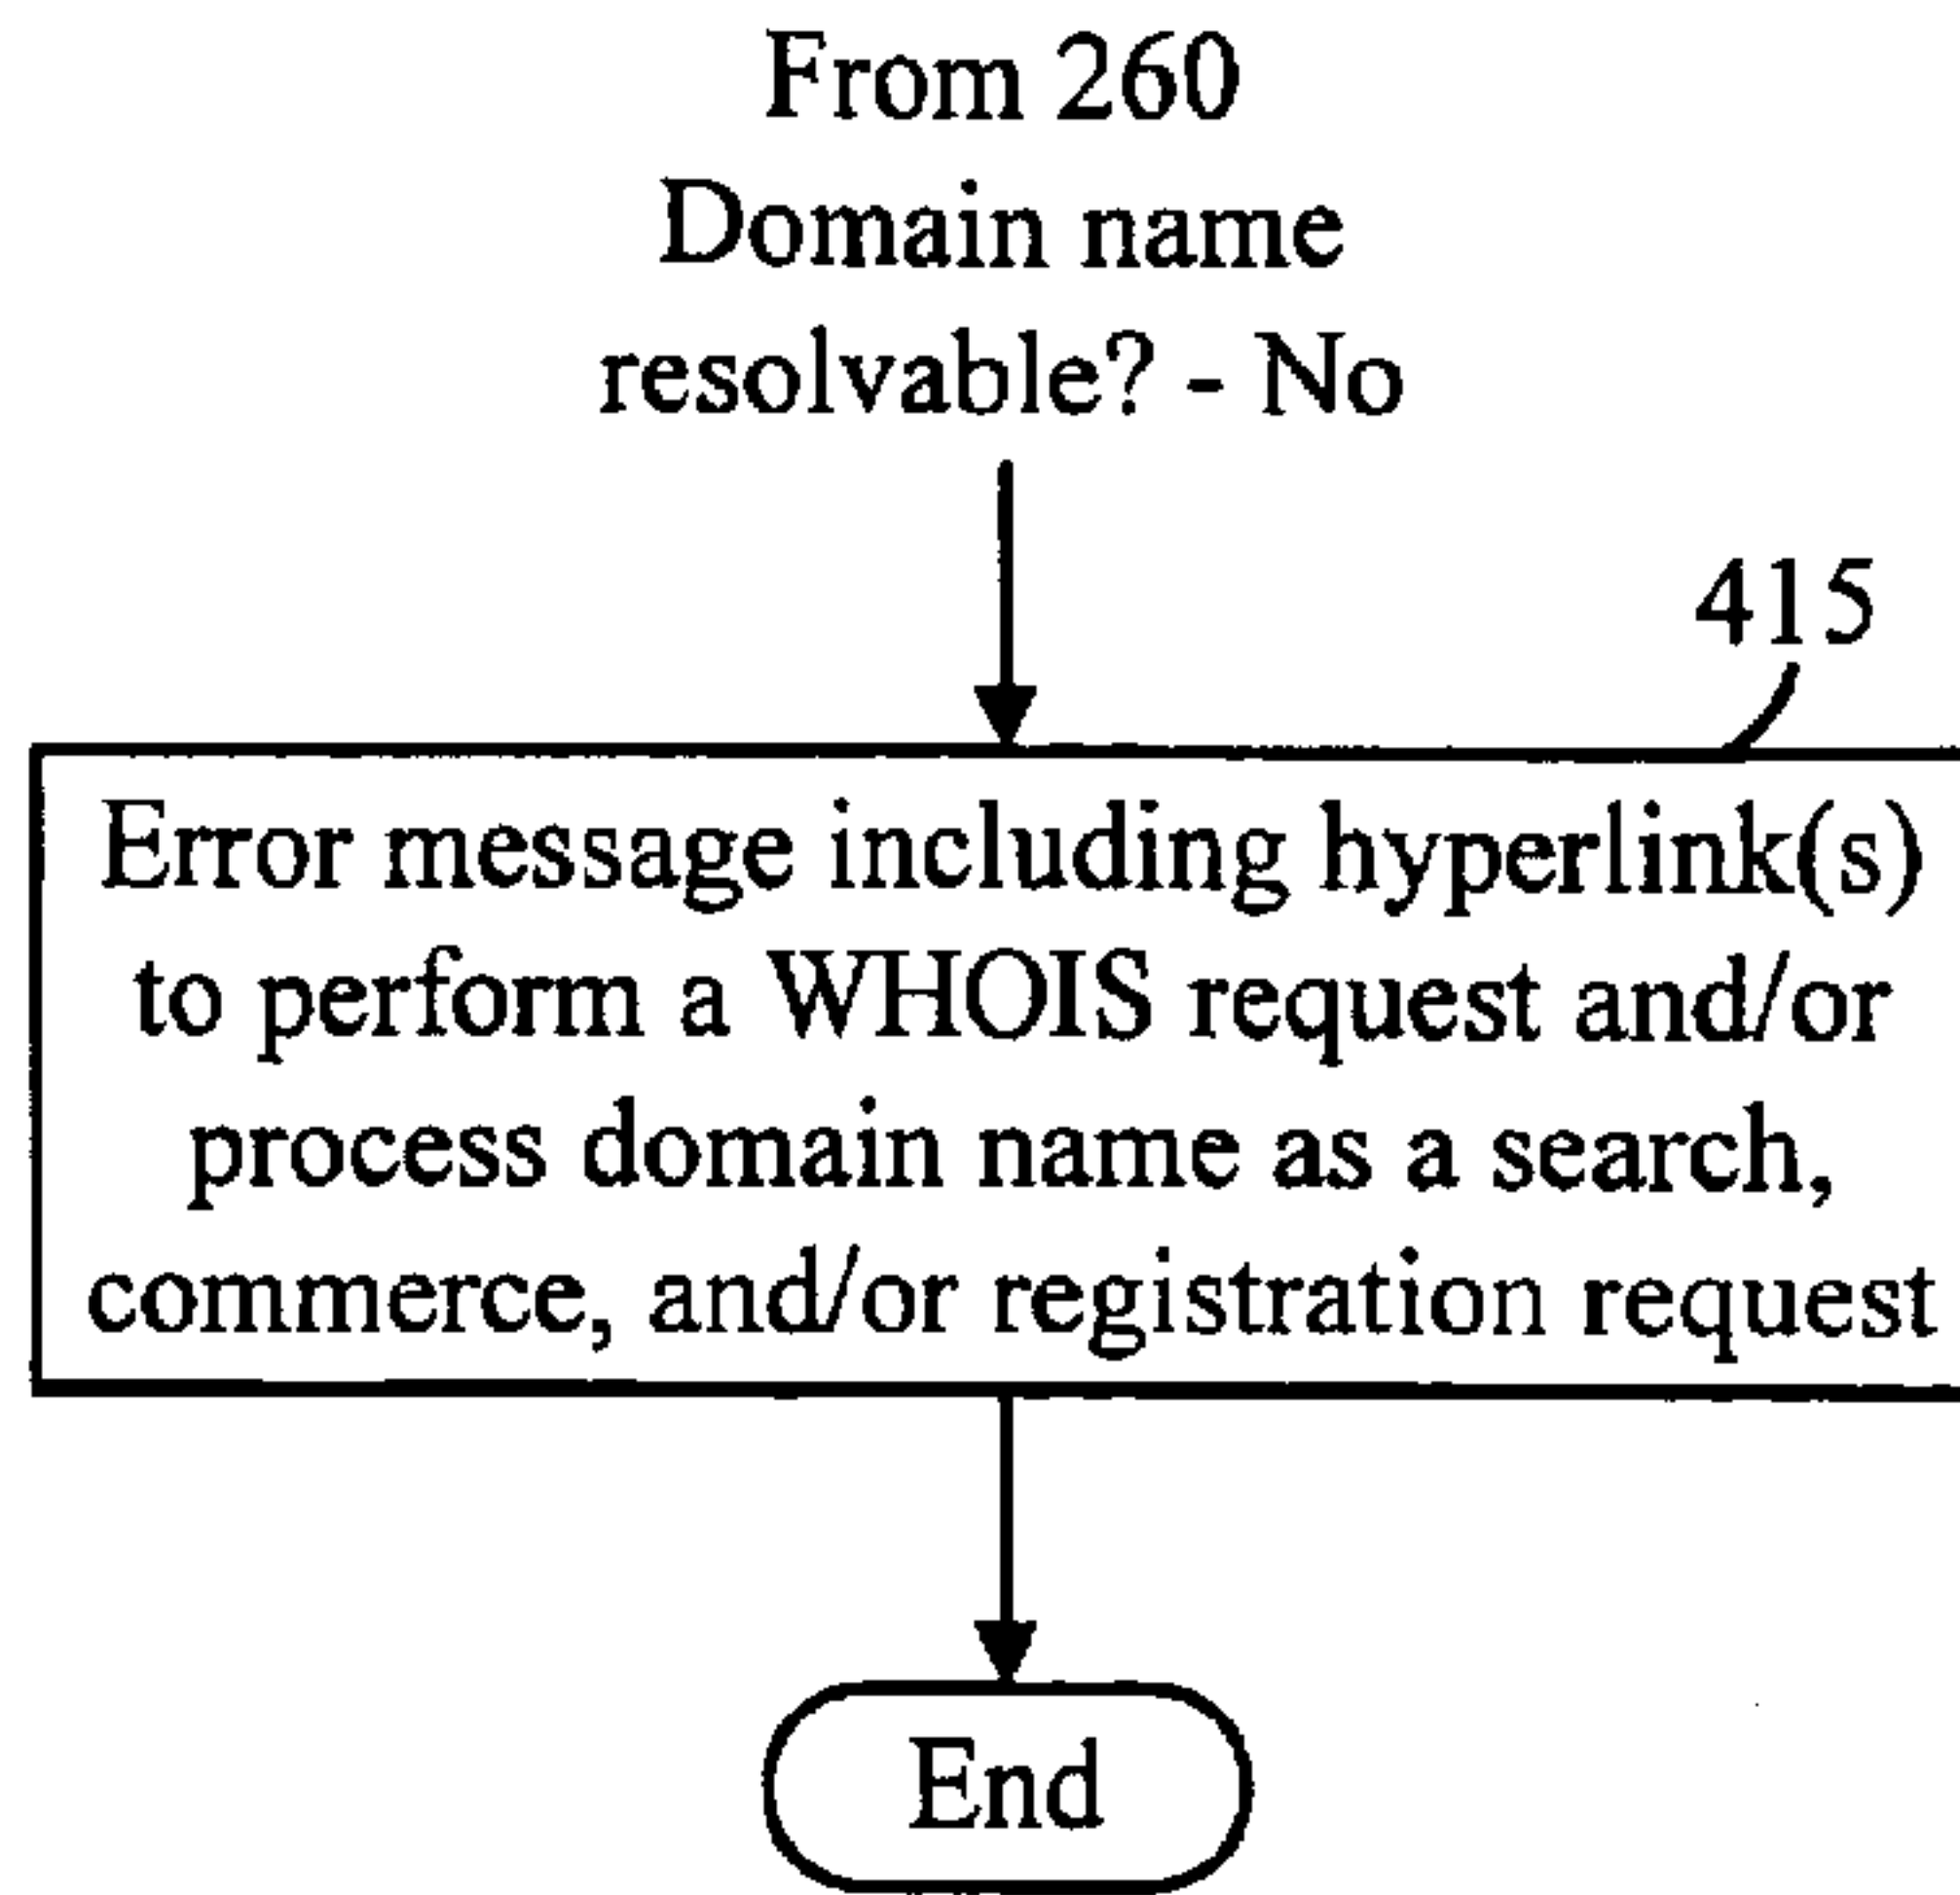 From 260
Domain name
resolvable? - No
415
Error message including hyperlink(s)
to perform a WHOIS request and/or
process domain name as a search,
commerce, and/or registration request
End